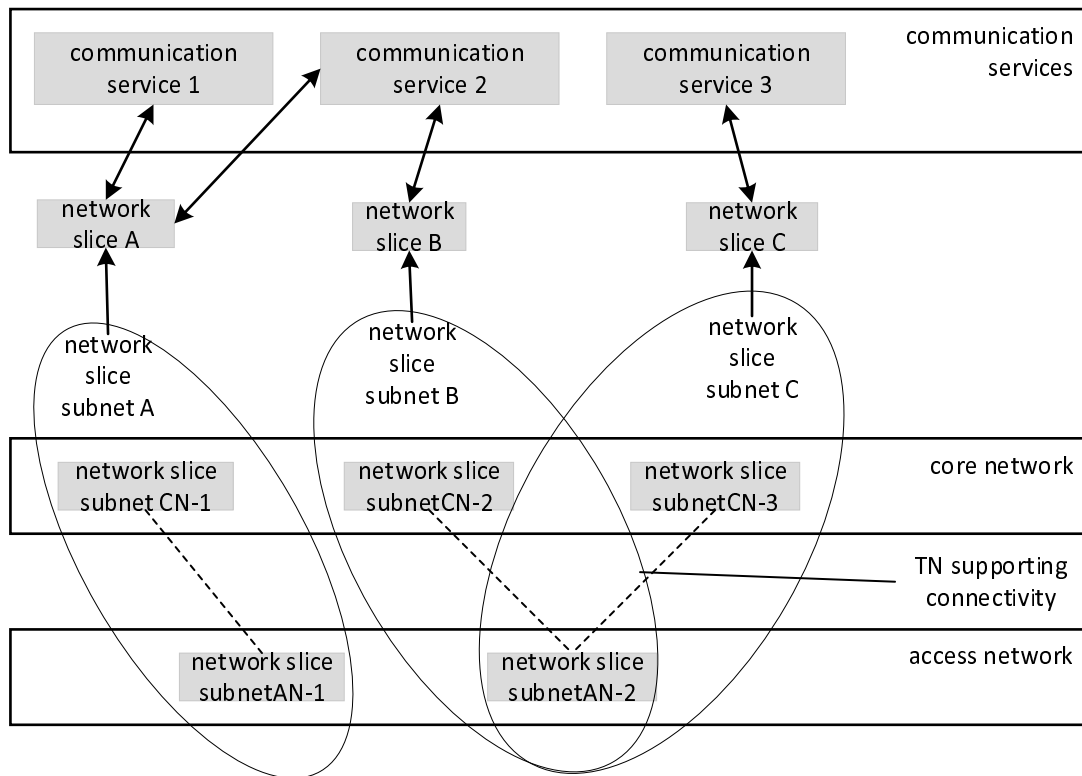 communication
service 1
communication
service 2
communication
service 3
communication
services
network
slice A
network
slice B
network
slice C
network
slice
subnet A
network
slice
subnet B
network
slice
subnet C
network slice
subnet CN-1
network slice
subnetCN-2
network slice
subnetCN-3
core network
TN supporting
connectivity
network slice
subnetAN-1
network slice
subnetAN-2
access network